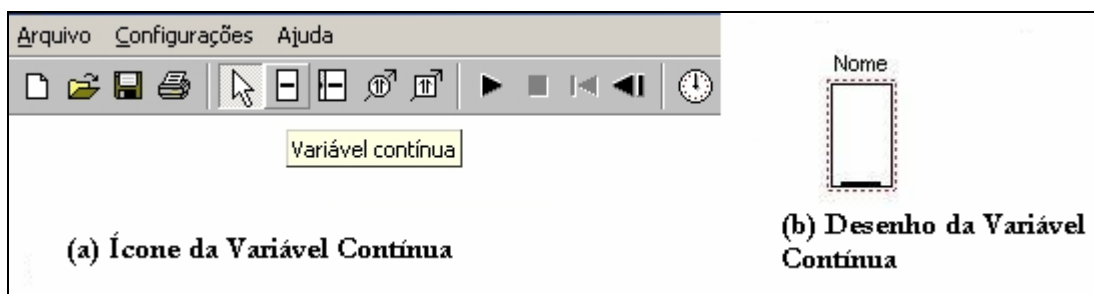 Arquivo Configurações Ajuda
Variável contínua
(a) Ícone da Variável Contínua
Nome
(b) Desenho da Variável
Contínua